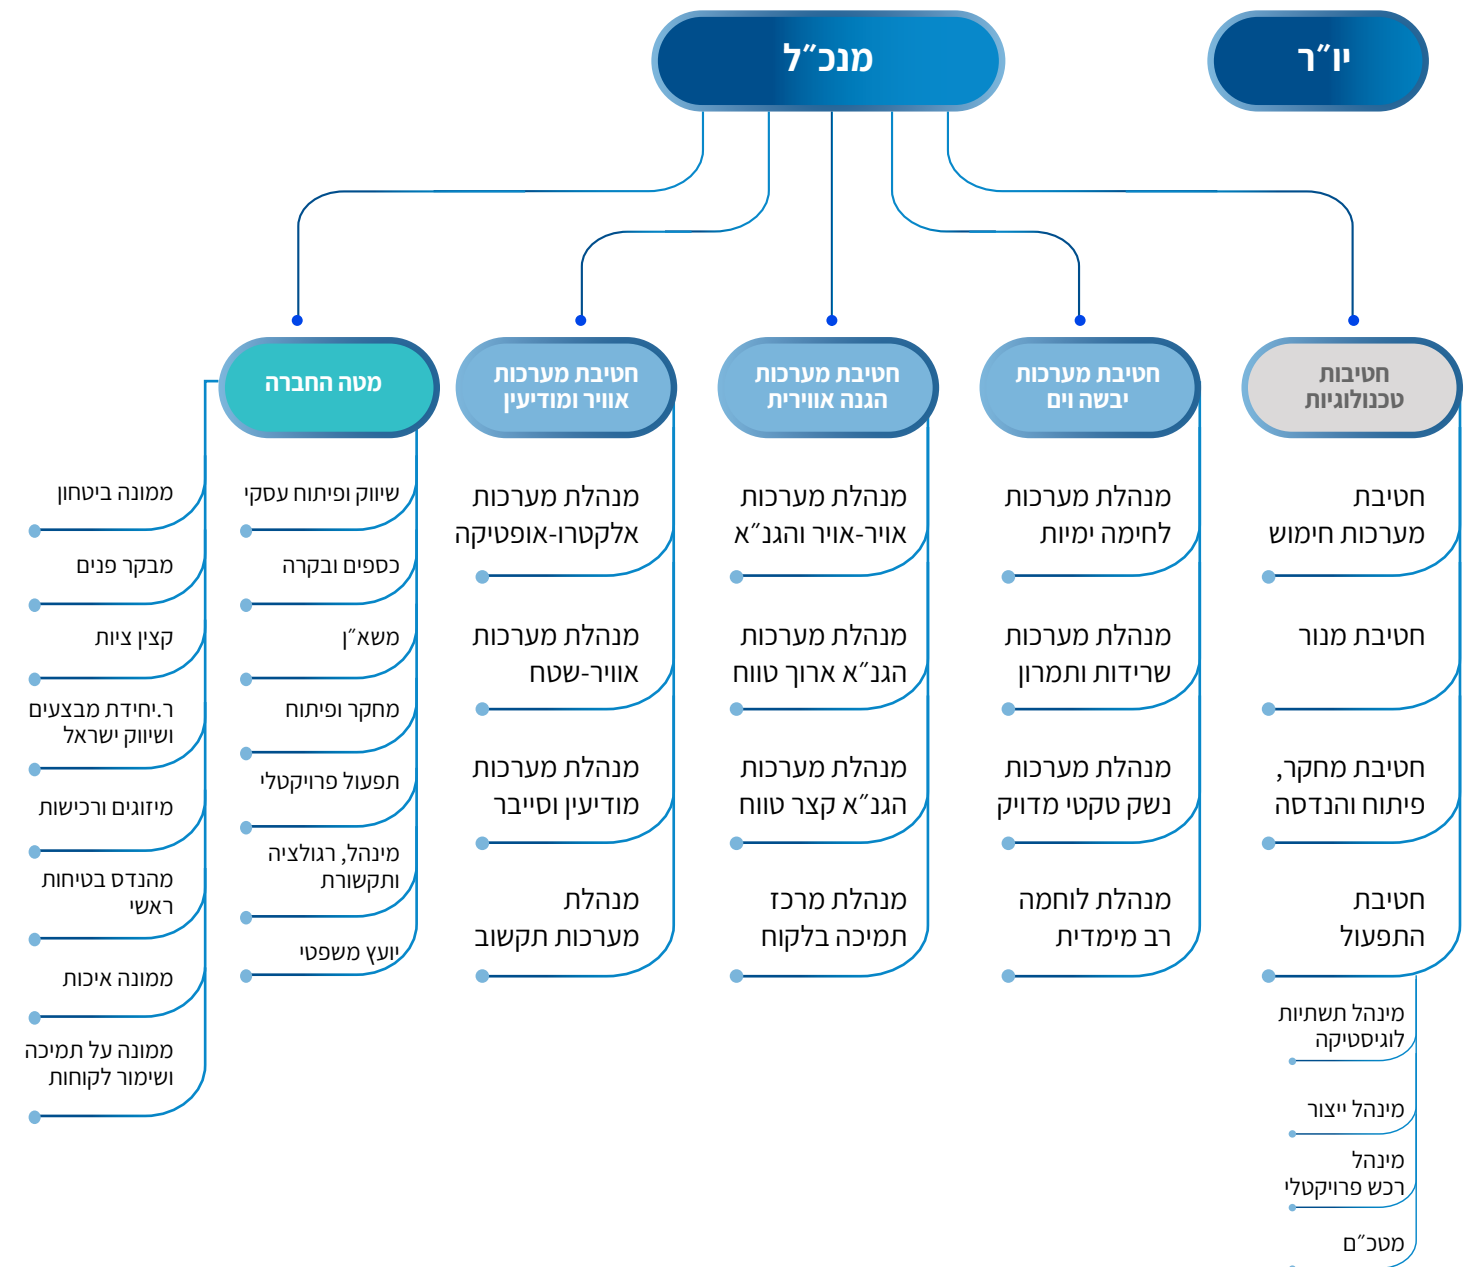 יו״ר
מנכ״ל
חטיבות
טכנולוגיות
חטיבת
מערכות חימוש
חטיבת מנור
חטיבת מחקר,
פיתוח והנדסה
חטיבת
התפעול
מינהל תשתיות
לוגיסטיקה
מינהל ייצור
מינהל
רכש פרויקטלי
מטכ״ם
חטיבת מערכות
יבשה וים
מנהלת מערכות
לחימה ימיות
מנהלת מערכות
שרידות ותמרון
מנהלת מערכות
נשק טקטי מדויק
מנהלת לוחמה
רב מימדית
חטיבת מערכות
הגנה אווירית
מנהלת מערכות
אויר-אויר והגנ״א
מנהלת מערכות
הגנ״א ארוך טווח
מנהלת מערכות
הגנ״א קצר טווח
מנהלת מרכז
תמיכה בלקוח
חטיבת מערכות
אוויר ומודיעין
מנהלת מערכות
אלקטרו-אופטיקה
מנהלת מערכות
אוויר-שטח
מנהלת מערכות
מודיעין וסייבר
מנהלת
מערכות תקשוב
מטה החברה
שיווק ופיתוח עסקי
כספים ובקרה
משא״ן
מחקר ופיתוח
תפעול פרויקטלי
מינהל, רגולציה
ותקשורת
יועץ משפטי
ממונה ביטחון
מבקר פנים
קצין ציות
ר.יחידת מבצעים
ושיווק ישראל
מיזוגים ורכישות
מהנדס בטיחות
ראשי
ממונה איכות
ממונה על תמיכה
ושימור לקוחות